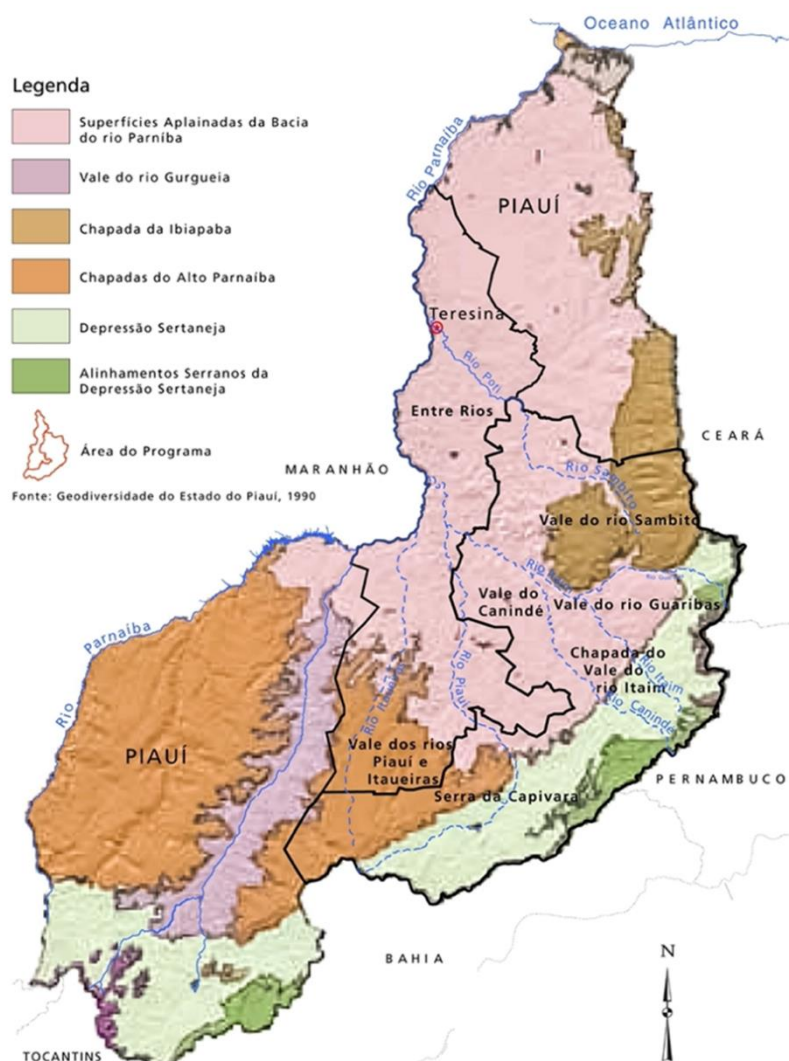 Oceano Atlântico
Legenda
Superfícies Aplainadas da Bacia
do rio Parníba
Vale do rio Gurgueia
Chapada da Ibiapaba
Chapadas do Alto Parnaíba
Depressão Sertaneja
Alinhamentos Serranos da
Depressão Sertaneja
Área do Programa
Fonte: Geodiversidade do Estado do Piauí, 1990
Rio Parnaíba
PIAUÍ
Teresina
Rio Poti
Entre Rios
CEARÁ
MARANHÃO
Rio Sambito
Vale do rio Sambito
Vale do
Canindé
Vale do rio Guaribas
Chapada do
Vale do
rio Itaim
Rio Itaim
Rio Canindé
Rio Parnaíba
Rio Piauí
PIAUÍ
Vale dos rios
Piauí e
Itaueiras
Serra da Capivara
PERNAMBUCO
BAHIA
N
TOCANTINS